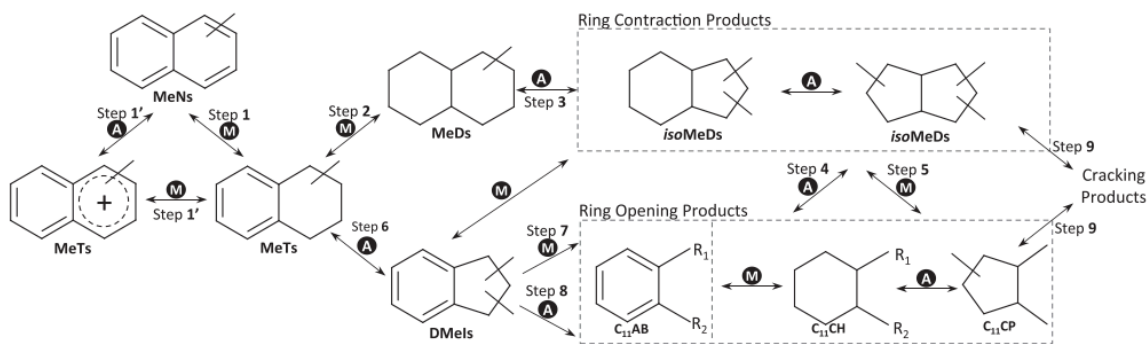 Ring Contraction Products
MeNs
Step 1'
A
Step 1
M
Step 2
M
MeDs
A
Step 3
isoMeDs
A
isoMeDs
Step 9
Cracking
Products
+
MeTs
M
Step 1'
MeTs
Step 6
A
M
Step 4
A
Step 5
M
Step 9
Ring Opening Products
DMeIs
Step 7
M
Step 8
A
R1
R2
C11AB
M
R1
R2
C11CH
A
C11CP